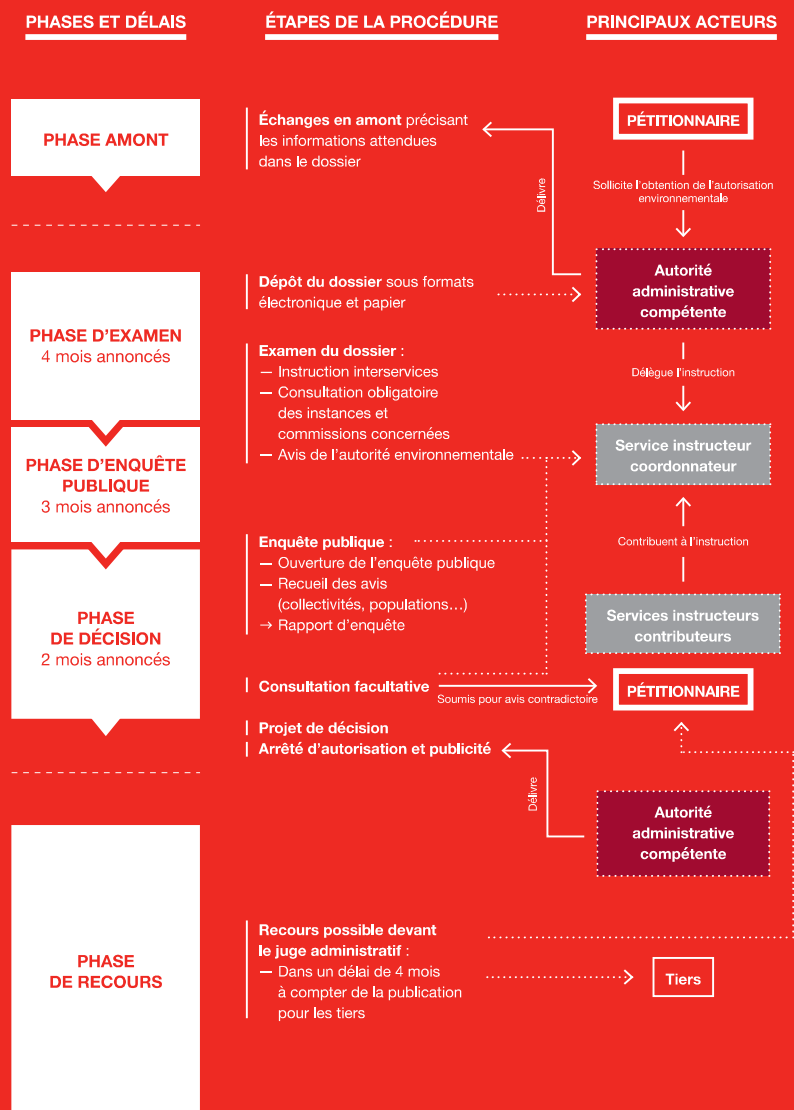 PHASES ET DÉLAIS
ÉTAPES DE LA PROCÉDURE
PRINCIPAUX ACTEURS
PHASE AMONT
Échanges en amont précisant
les informations attendues
dans le dossier
Délivre
PÉTITIONNAIRE
Sollicite l'obtention de l'autorisation
environnementale
Autorité
administrative
compétente
Dépôt du dossier sous formats
électronique et papier
PHASE D'EXAMEN
4 mois annoncés
Examen du dossier :
— Instruction interservices
— Consultation obligatoire
des instances et
commissions concernées
— Avis de l'autorité environnementale
Délègue l'instruction
Service instructeur
coordonnateur
PHASE D'ENQUÊTE
PUBLIQUE
3 mois annoncés
Enquête publique :
— Ouverture de l'enquête publique
— Recueil des avis
(collectivités, populations…)
→ Rapport d'enquête
Contribuent à l'instruction
Services instructeurs
contributeurs
PHASE
DE DÉCISION
2 mois annoncés
Consultation facultative
Soumis pour avis contradictoire
PÉTITIONNAIRE
Projet de décision
Arrêté d'autorisation et publicité
Délivre
Autorité
administrative
compétente
PHASE
DE RECOURS
Recours possible devant
le juge administratif :
— Dans un délai de 4 mois
à compter de la publication
pour les tiers
Tiers